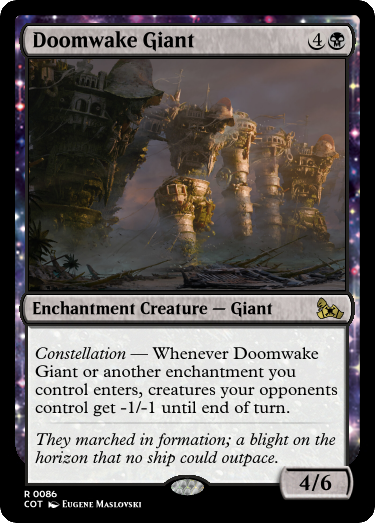 Doomwake Giant 4
Enchantment Creature — Giant
Constellation — Whenever Doomwake
Giant or another enchantment you
control enters, creatures your opponents
control get -1/-1 until end of turn.
They marched in formation; a blight on the
horizon that no ship could outpace.
4/6
R 0086
COT Eugene Maslovski